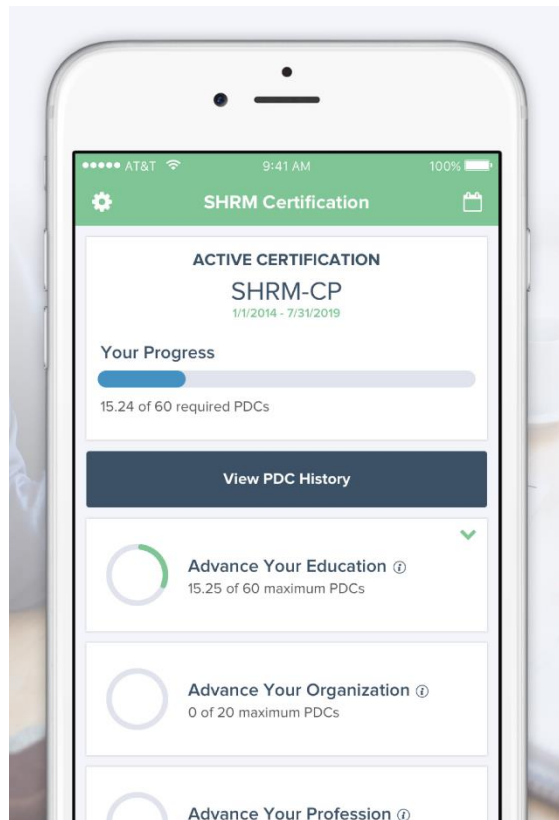 AT&T 9:41 AM 100%
SHRM Certification
ACTIVE CERTIFICATION
SHRM-CP
1/1/2014 - 7/31/2019
Your Progress
15.24 of 60 required PDCs
View PDC History
Advance Your Education
15.25 of 60 maximum PDCs
Advance Your Organization
0 of 20 maximum PDCs
Advance Your Profession